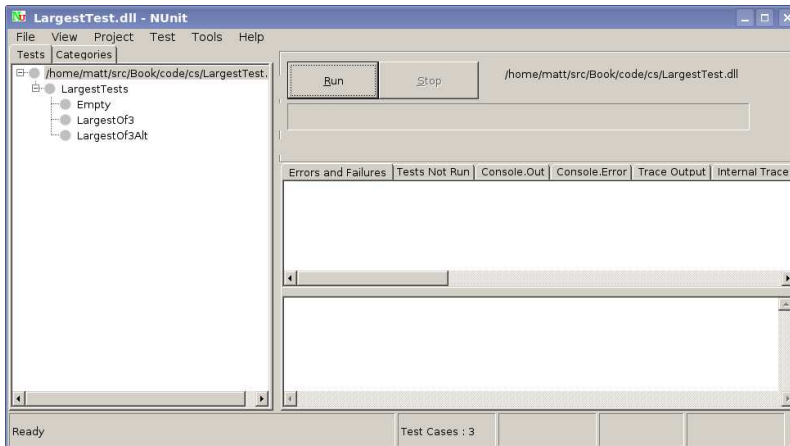 LargestTest.dll - NUnit
File View Project Test Tools Help
Tests Categories
/home/matt/src/Book/code/cs/LargestTest.
LargestTests
Empty
LargestOf3
LargestOf3Alt
Run Stop /home/matt/src/Book/code/cs/LargestTest.dll
Errors and Failures Tests Not Run Console.Out Console.Error Trace Output Internal Trace
Ready Test Cases : 3